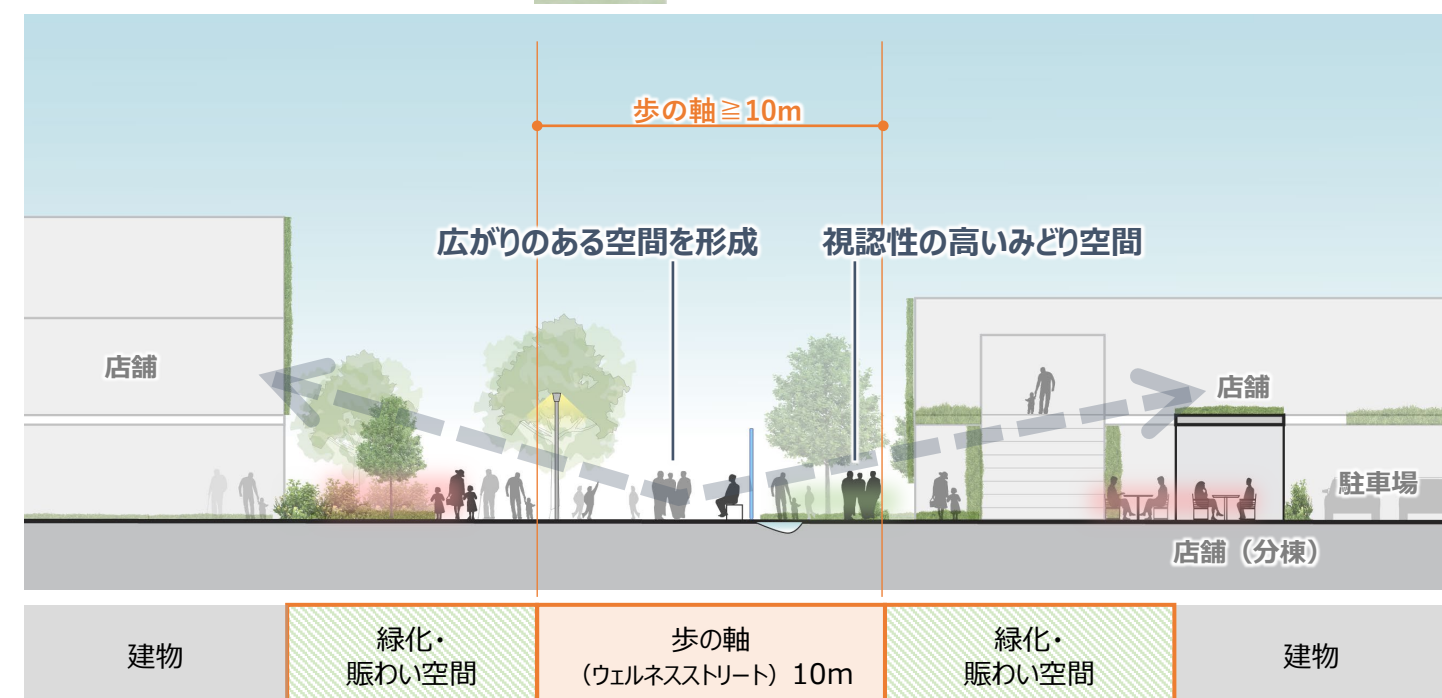 歩の軸≧10m
広がりのある空間を形成
視認性の高いみどり空間
店舗
店舗
駐車場
店舗（分棟）
建物
緑化・
賑わい空間
歩の軸
（ウェルネスストリート）10m
緑化・
賑わい空間
建物